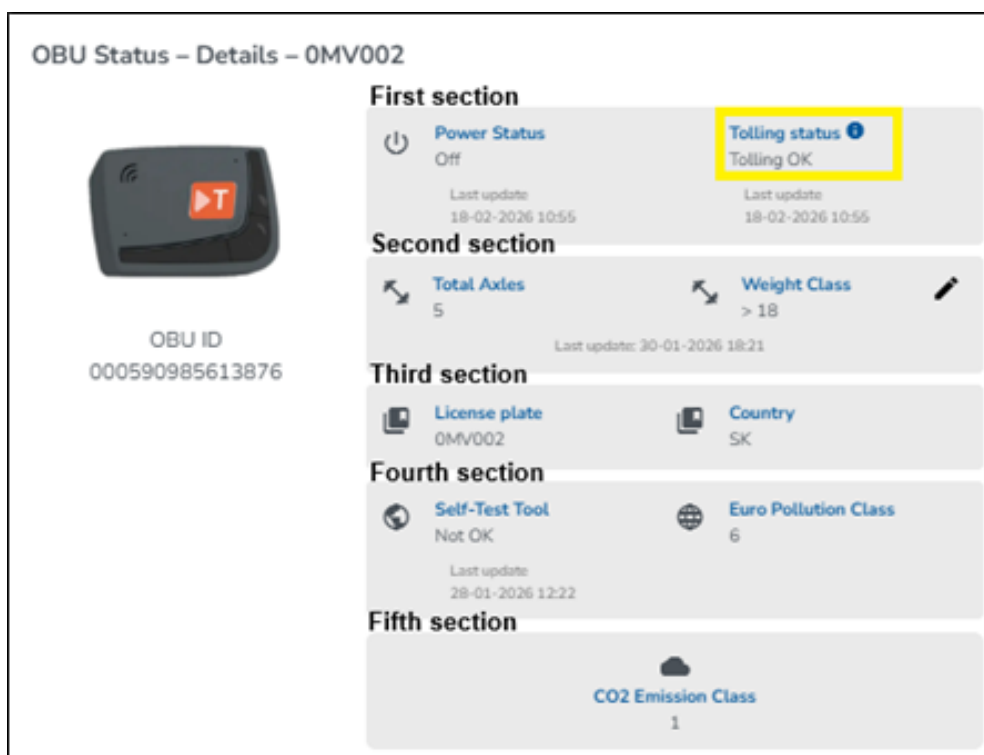 OBU Status – Details – 0MV002
First section
Power Status
Off
Last update
18-02-2026 10:55
Tolling status
Tolling OK
Last update
18-02-2026 10:55
T
OBU ID
000590985613876
Second section
Total Axles
5
Weight Class
> 18
Last update: 30-01-2026 18:21
Third section
License plate
0MV002
Country
SK
Fourth section
Self-Test Tool
Not OK
Last update
28-01-2026 12:22
Euro Pollution Class
6
Fifth section
CO2 Emission Class
1